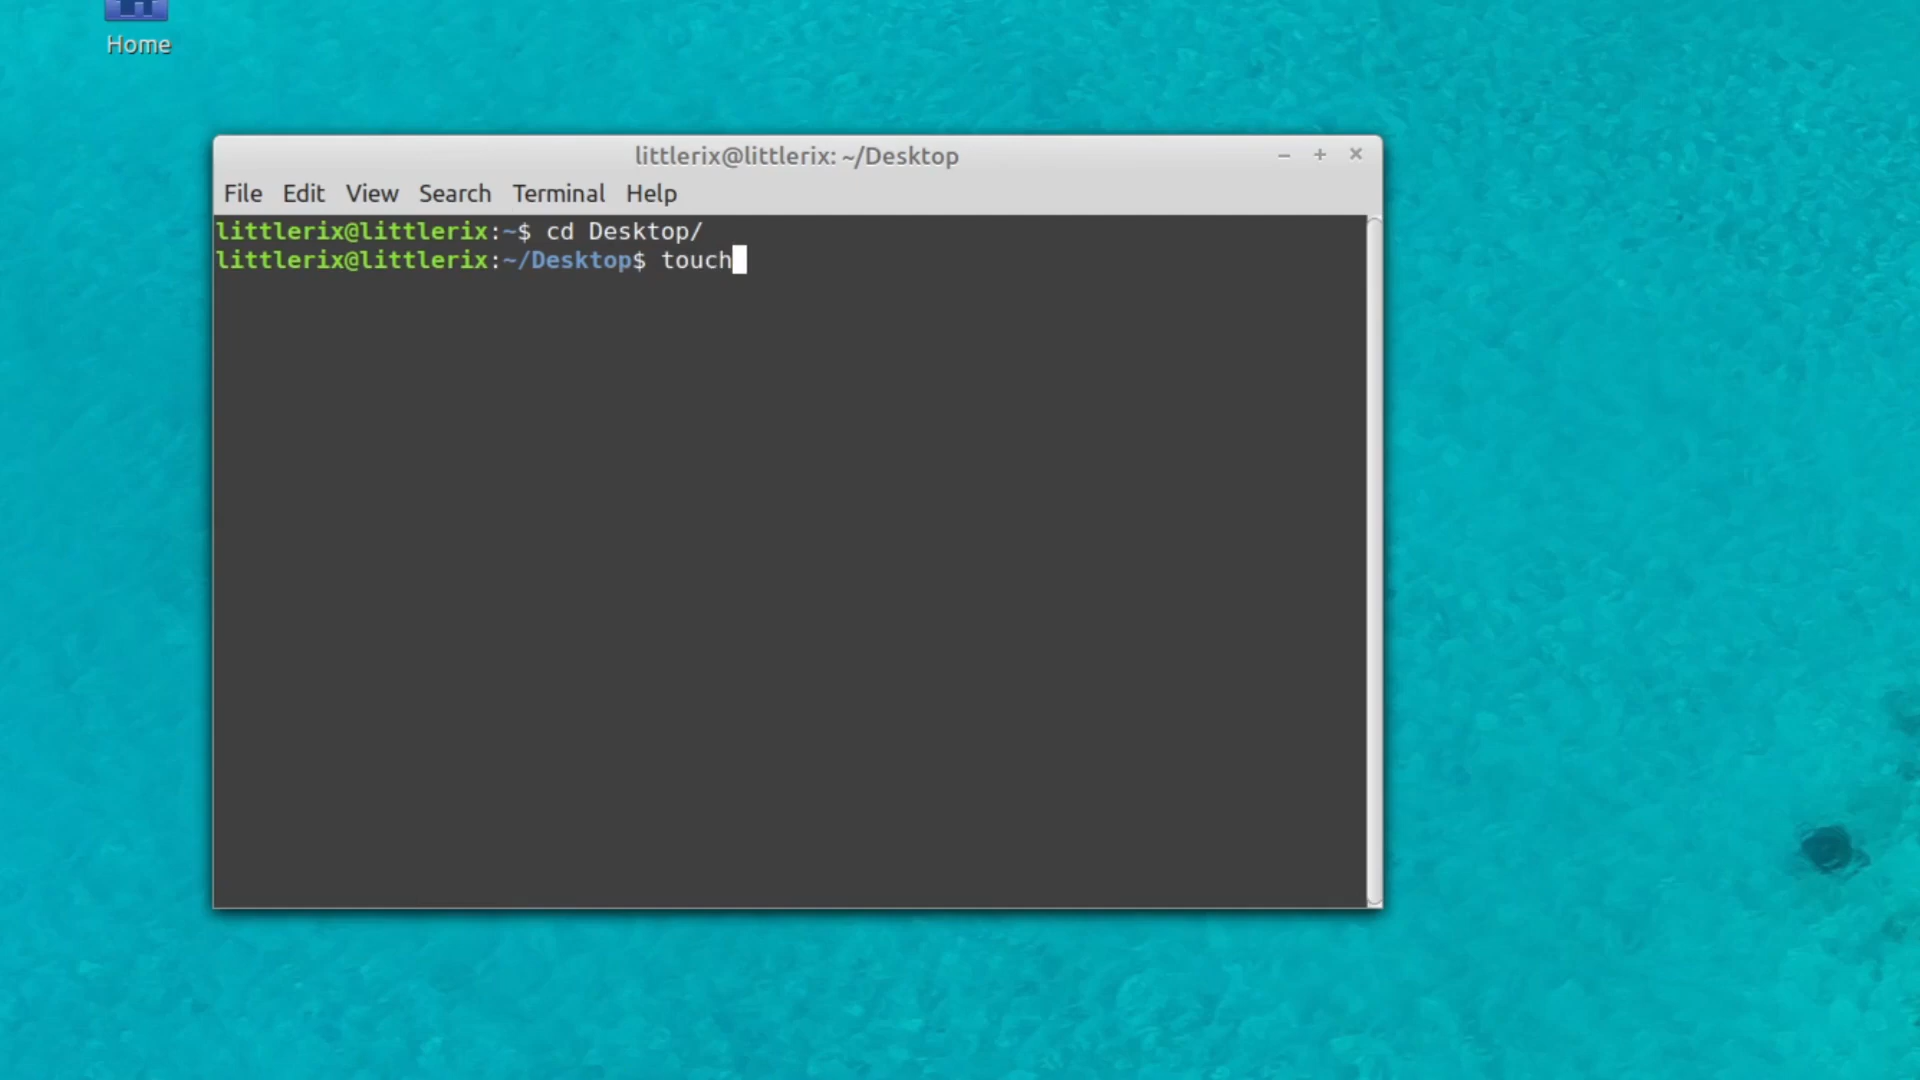 Home
littlerix@littlerix: ~/Desktop
File Edit View Search Terminal Help
littlerix@littlerix:~$ cd Desktop/
littlerix@littlerix:~/Desktop$ touch